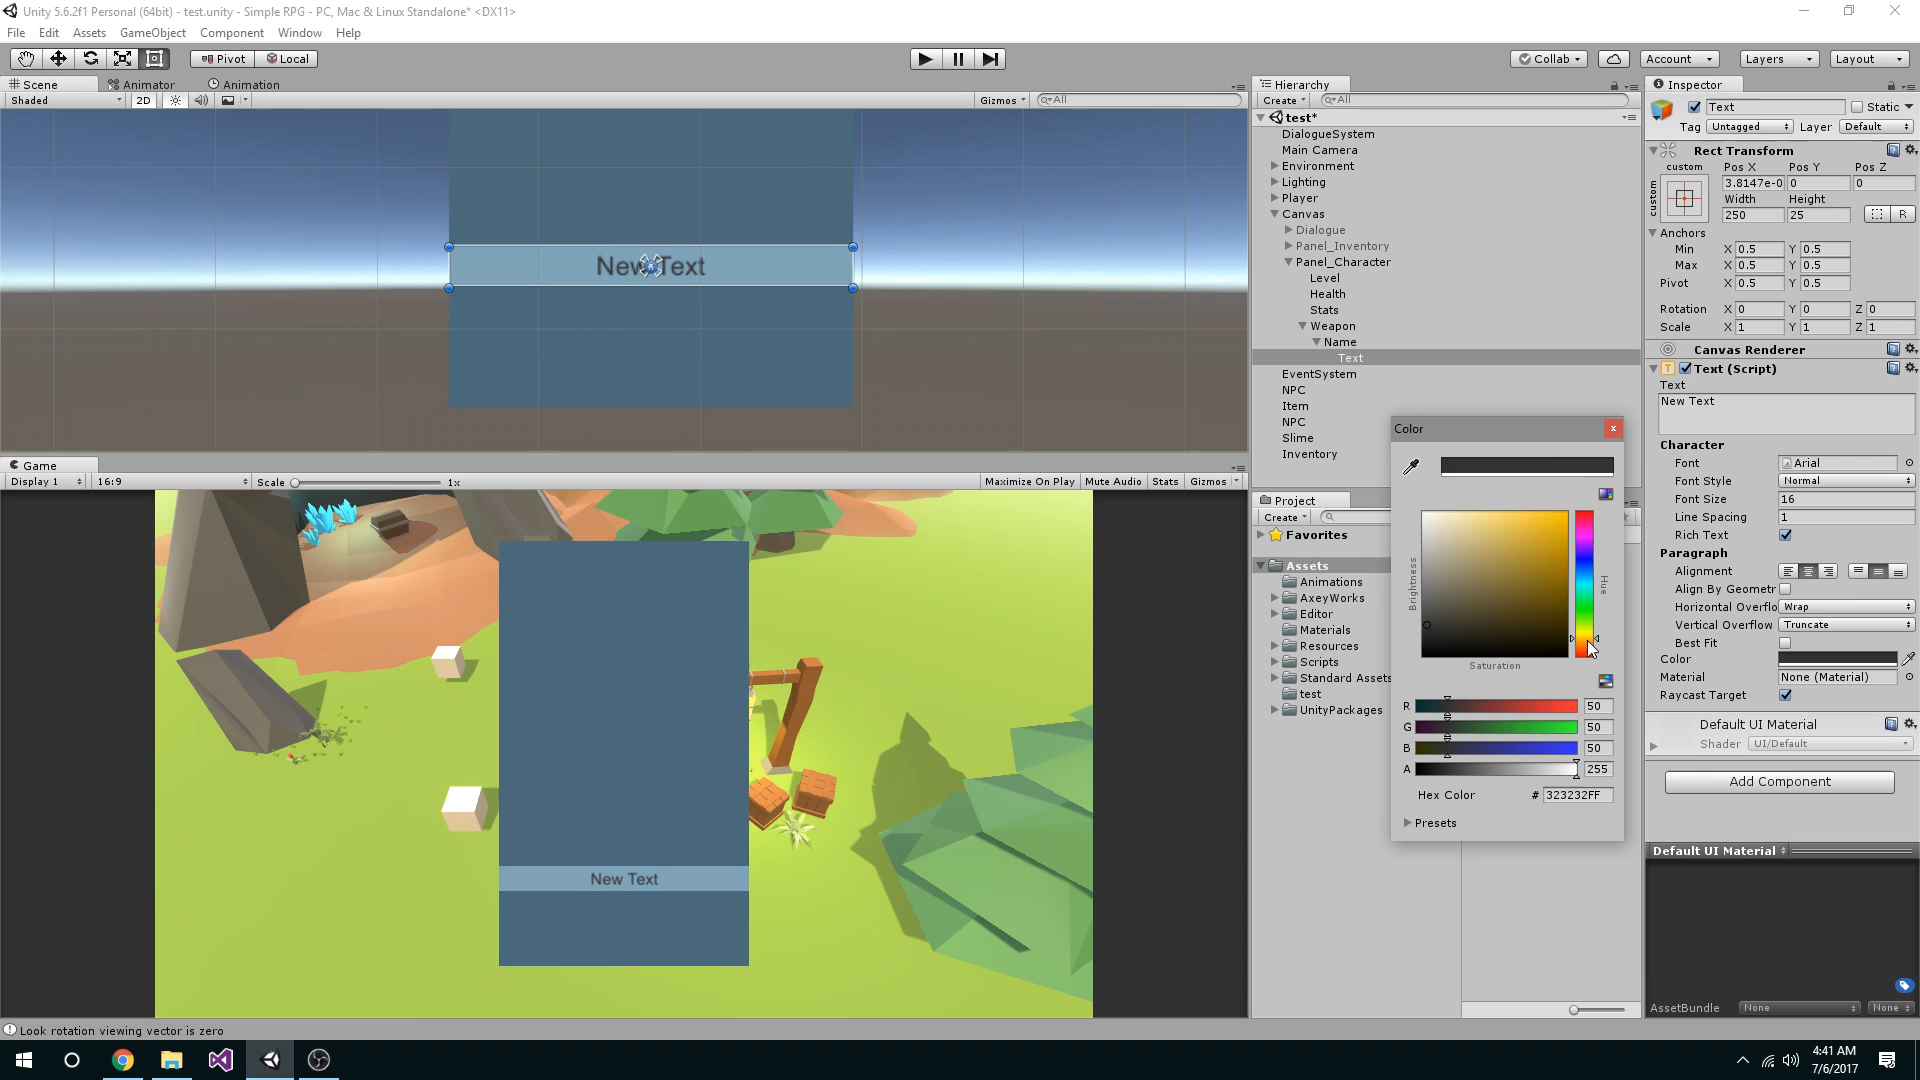 Unity 5.6.2f1 Personal (64bit) - test.unity - Simple RPG - PC, Mac & Linux Standalone* <DX11>
File Edit Assets GameObject Component Window Help
Pivot Local
Collab Account Layers Layout
Scene Animator Animation
Shaded 2D Gizmos All
New Text
Game
Display 1 16:9 Scale 1x Maximize On Play Mute Audio Stats Gizmos
New Text
Hierarchy
Create All
test*
DialogueSystem
Main Camera
Environment
Lighting
Player
Canvas
Dialogue
Panel_Inventory
Panel_Character
Level
Health
Stats
Weapon
Name
Text
EventSystem
NPC
Item
NPC
Slime
Inventory
Project
Create
Favorites
Assets
Animations
AxeyWorks
Editor
Materials
Resources
Scripts
Standard Assets
test
UnityPackages
Color
Brightness
Hue
Saturation
R 50
G 50
B 50
A 255
Hex Color # 323232FF
Presets
Inspector
Text Static
Tag Untagged Layer Default
Rect Transform
custom Pos X Pos Y Pos Z
custom
3.8147e-0 0 0
Width Height
250 25 R
Anchors
Min X 0.5 Y 0.5
Max X 0.5 Y 0.5
Pivot X 0.5 Y 0.5
Rotation X 0 Y 0 Z 0
Scale X 1 Y 1 Z 1
Canvas Renderer
T Text (Script)
Text
New Text
Character
Font Arial
Font Style Normal
Font Size 16
Line Spacing 1
Rich Text
Paragraph
Alignment
Align By Geometr
Horizontal Overflo Wrap
Vertical Overflow Truncate
Best Fit
Color
Material None (Material)
Raycast Target
Default UI Material
Shader UI/Default
Add Component
Default UI Material
AssetBundle None None
Look rotation viewing vector is zero
4:41 AM
7/6/2017